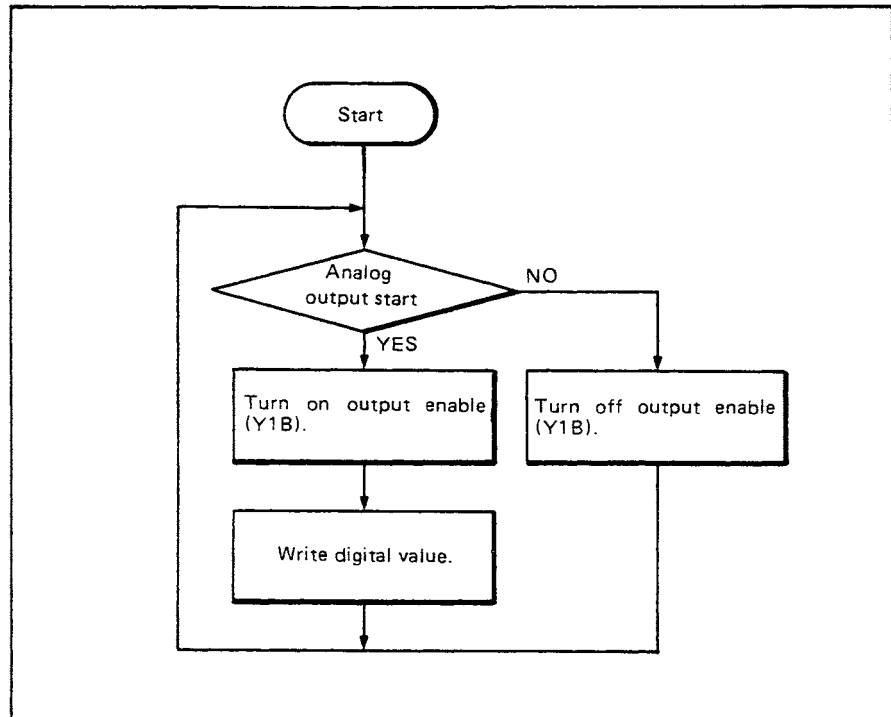 Start
Analog
output start
NO
YES
Turn on output enable
(Y1B).
Turn off output enable
(Y1B).
Write digital value.